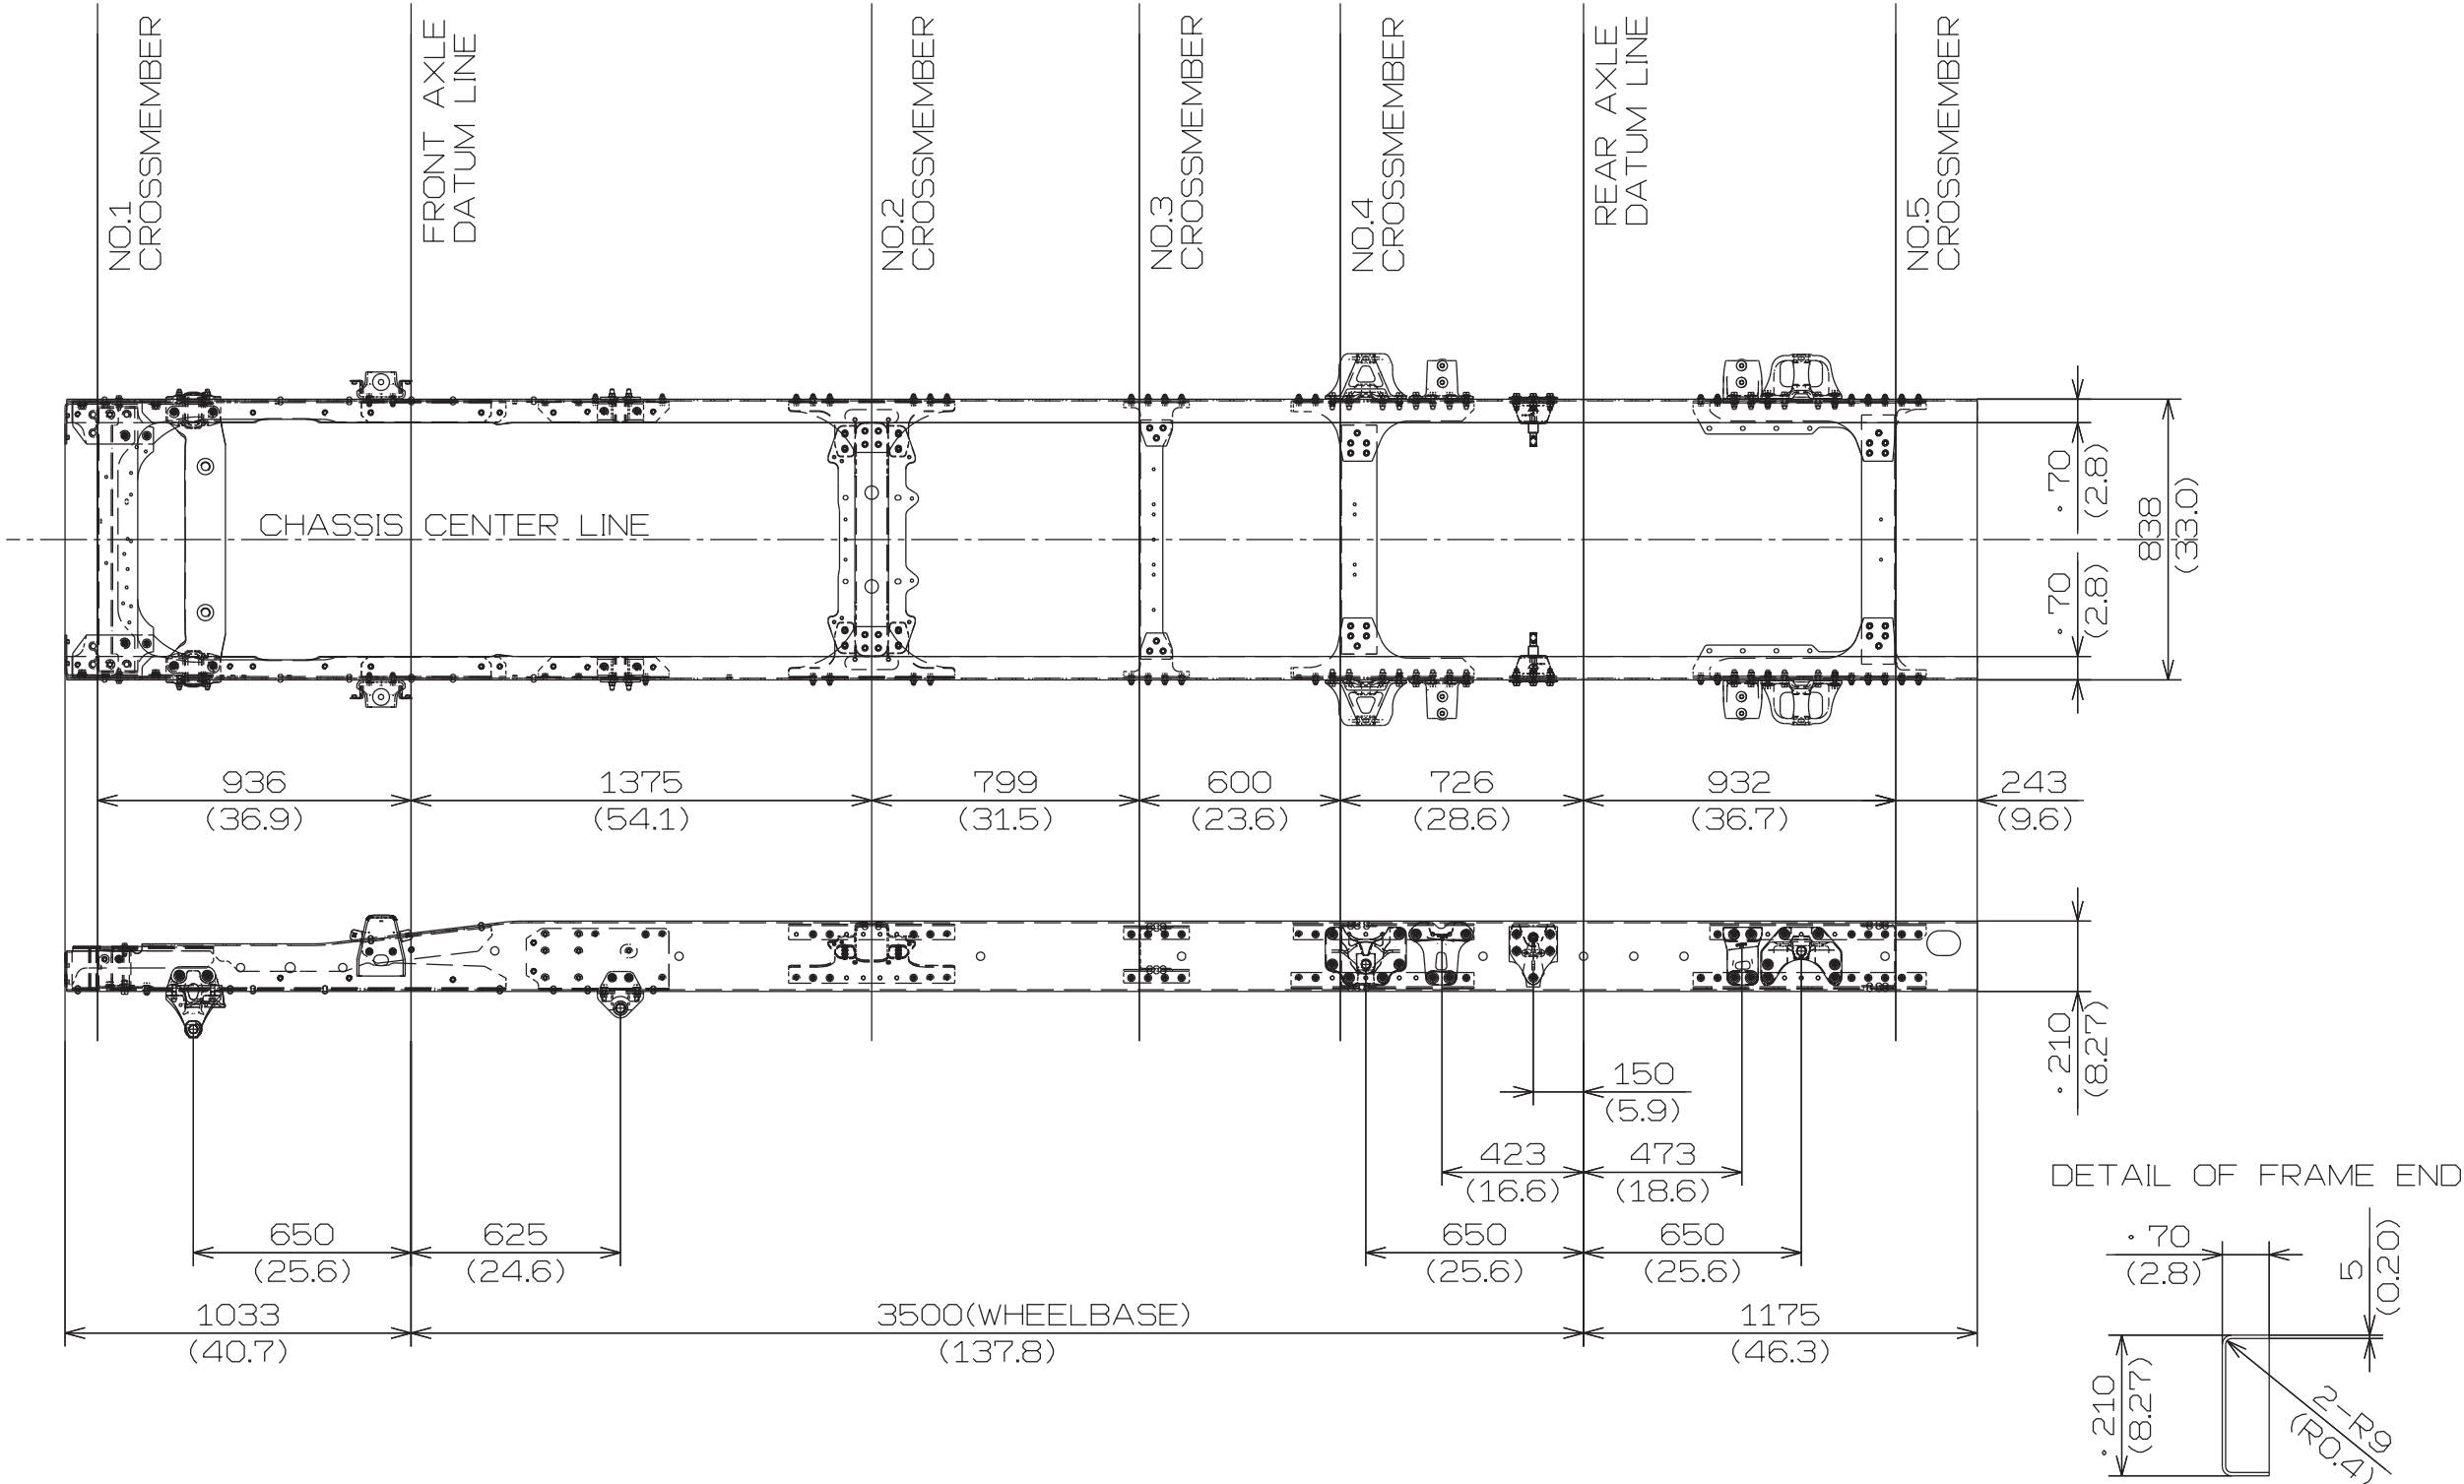 NO.1
CROSSMEMBER
FRONT AXLE
DATUM LINE
NO.2
CROSSMEMBER
NO.3
CROSSMEMBER
NO.4
CROSSMEMBER
REAR AXLE
DATUM LINE
NO.5
CROSSMEMBER
CHASSIS CENTER LINE
70
(2.8)
70
(2.8)
838
(33.0)
936
(36.9)
1375
(54.1)
799
(31.5)
600
(23.6)
726
(28.6)
932
(36.7)
243
(9.6)
210
(8.27)
150
(5.9)
423
(16.6)
473
(18.6)
650
(25.6)
625
(24.6)
650
(25.6)
650
(25.6)
1033
(40.7)
3500(WHEELBASE)
(137.8)
1175
(46.3)
DETAIL OF FRAME END
70
(2.8)
5
(0.20)
210
(8.27)
2-R9
(R0.4)